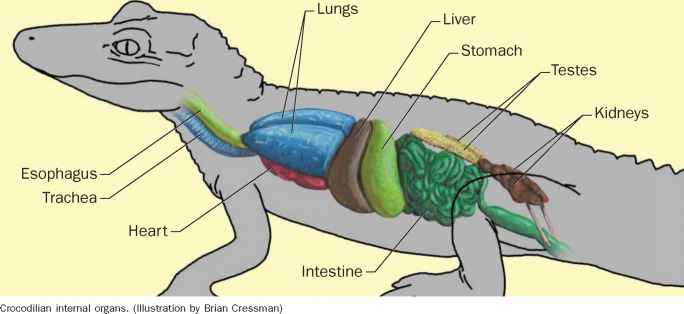 Lungs
Liver
Stomach
Testes
Kidneys
Esophagus
Trachea
Heart
Intestine
Crocodilian internal organs. (Illustration by Brian Cressman)